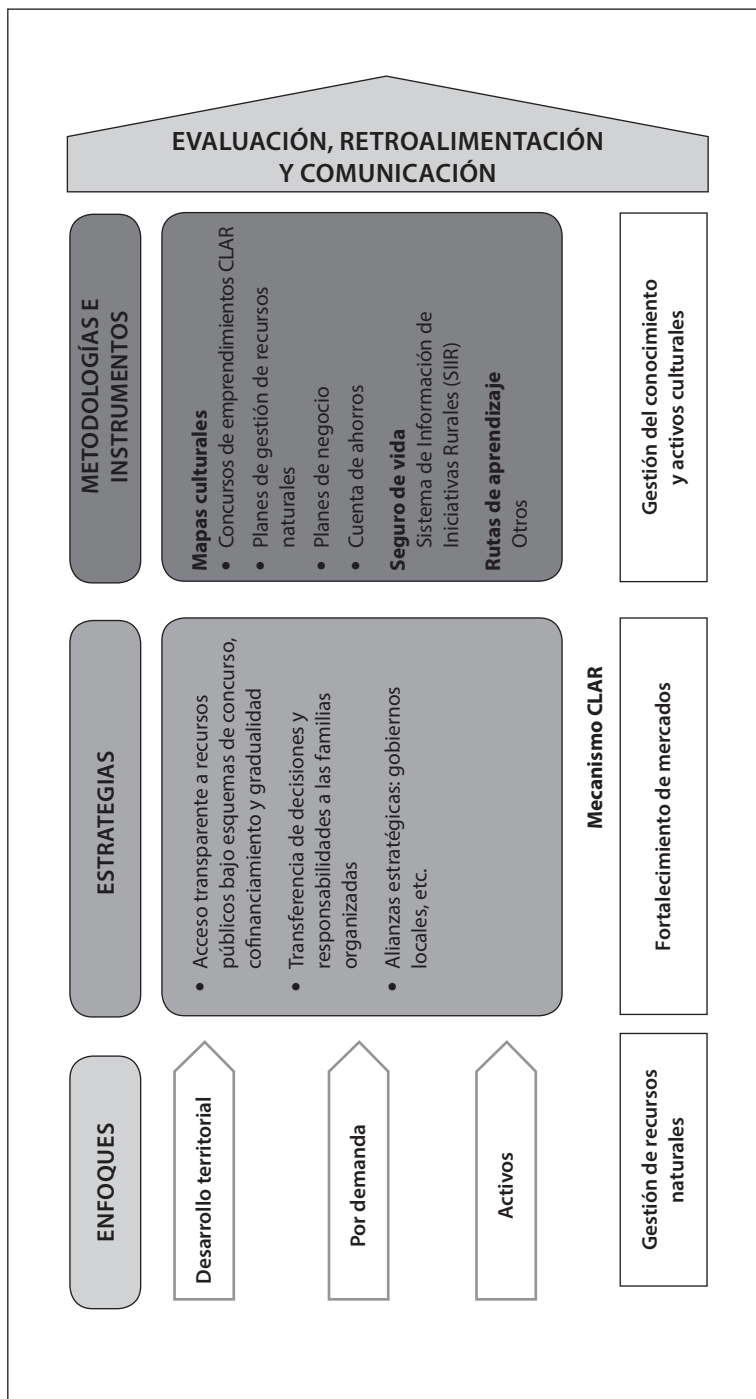 ENFOQUES
Desarrollo territorial
Por demanda
Activos
ESTRATEGIAS
• Acceso transparente a recursos
públicos bajo esquemas de concurso,
cofinanciamiento y gradualidad
• Transferencia de decisiones y
responsabilidades a las familias
organizadas
• Alianzas estratégicas: gobiernos
locales, etc.
METODOLOGÍAS E
INSTRUMENTOS
Mapas culturales
• Concursos de emprendimientos CLAR
• Planes de gestión de recursos
naturales
• Planes de negocio
• Cuenta de ahorros
Seguro de vida
Sistema de Información de
Iniciativas Rurales (SIIR)
Rutas de aprendizaje
Otros
EVALUACIÓN, RETROALIMENTACIÓN
Y COMUNICACIÓN
Mecanismo CLAR
Gestión de recursos
naturales
Fortalecimiento de mercados
Gestión del conocimiento
y activos culturales